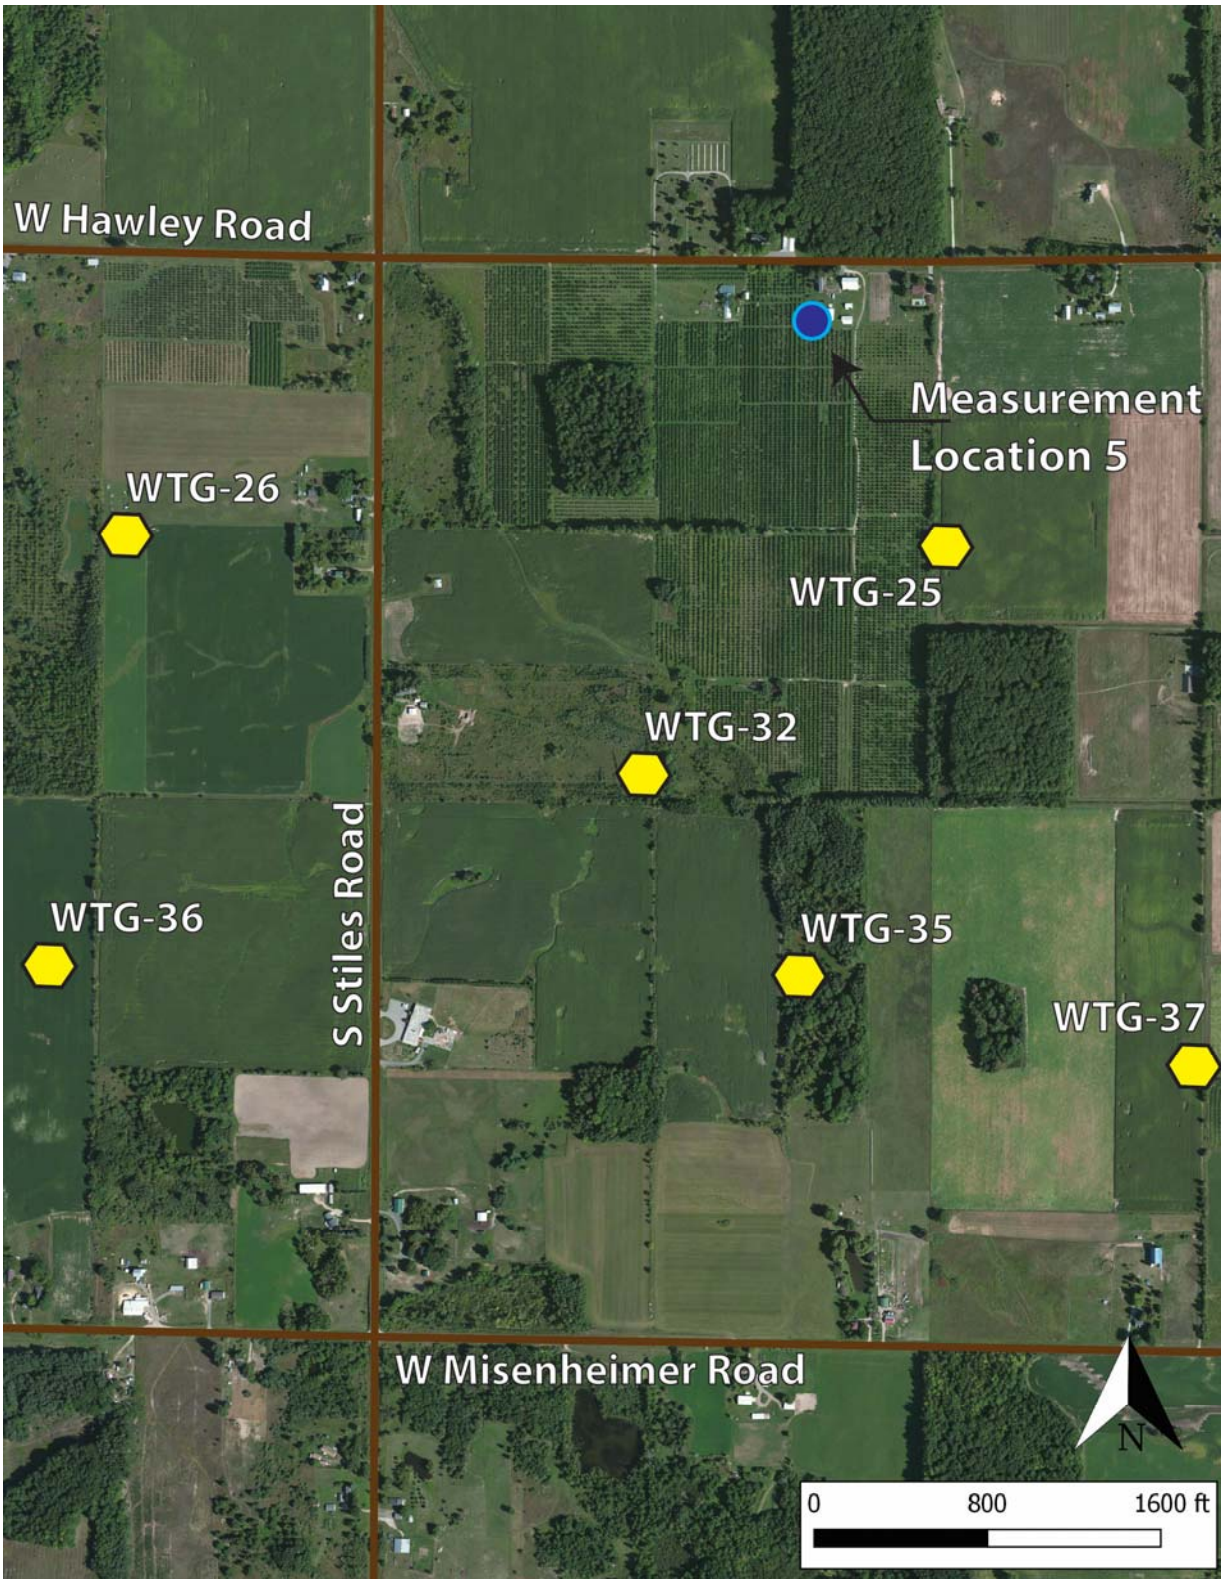 W Hawley Road
Measurement
Location 5
WTG-26
WTG-25
WTG-32
S Stiles Road
WTG-36
WTG-35
WTG-37
W Misenheimer Road
N
0 800 1600 ft